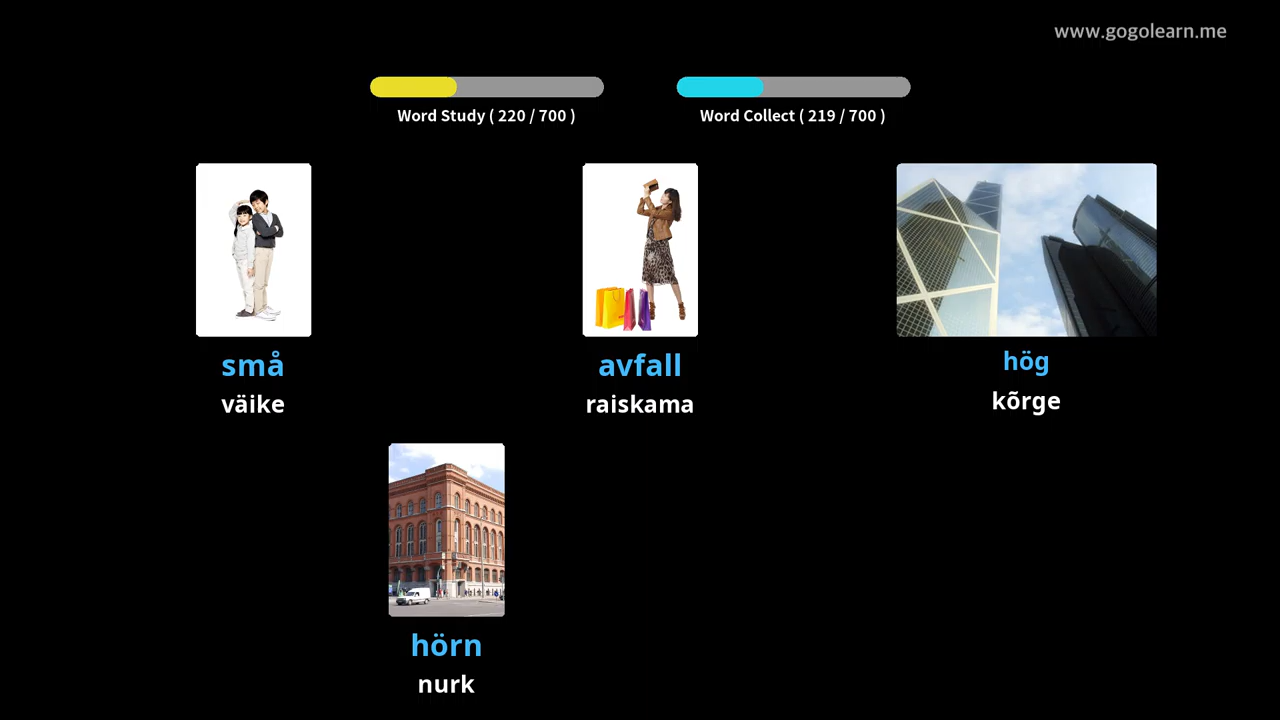 www.gogolearn.me
Word Study ( 220 / 700 )
Word Collect ( 219 / 700 )
små
väike
avfall
raiskama
hög
kõrge
hörn
nurk